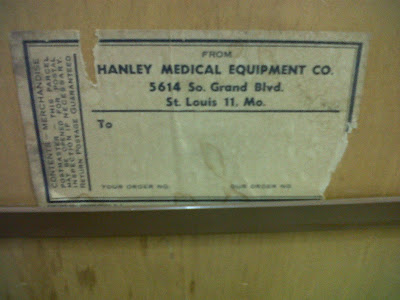 CONTENTS - MERCHANDISE
POSTMASTER - THIS PARCEL
MAY BE OPENED FOR POSTAL
INSPECTION IF NECESSARY.
RETURN POSTAGE GUARANTEED
FROM
HANLEY MEDICAL EQUIPMENT CO.
5614 So. Grand Blvd.
St. Louis 11, Mo.
To
YOUR ORDER NO.
OUR ORDER NO.